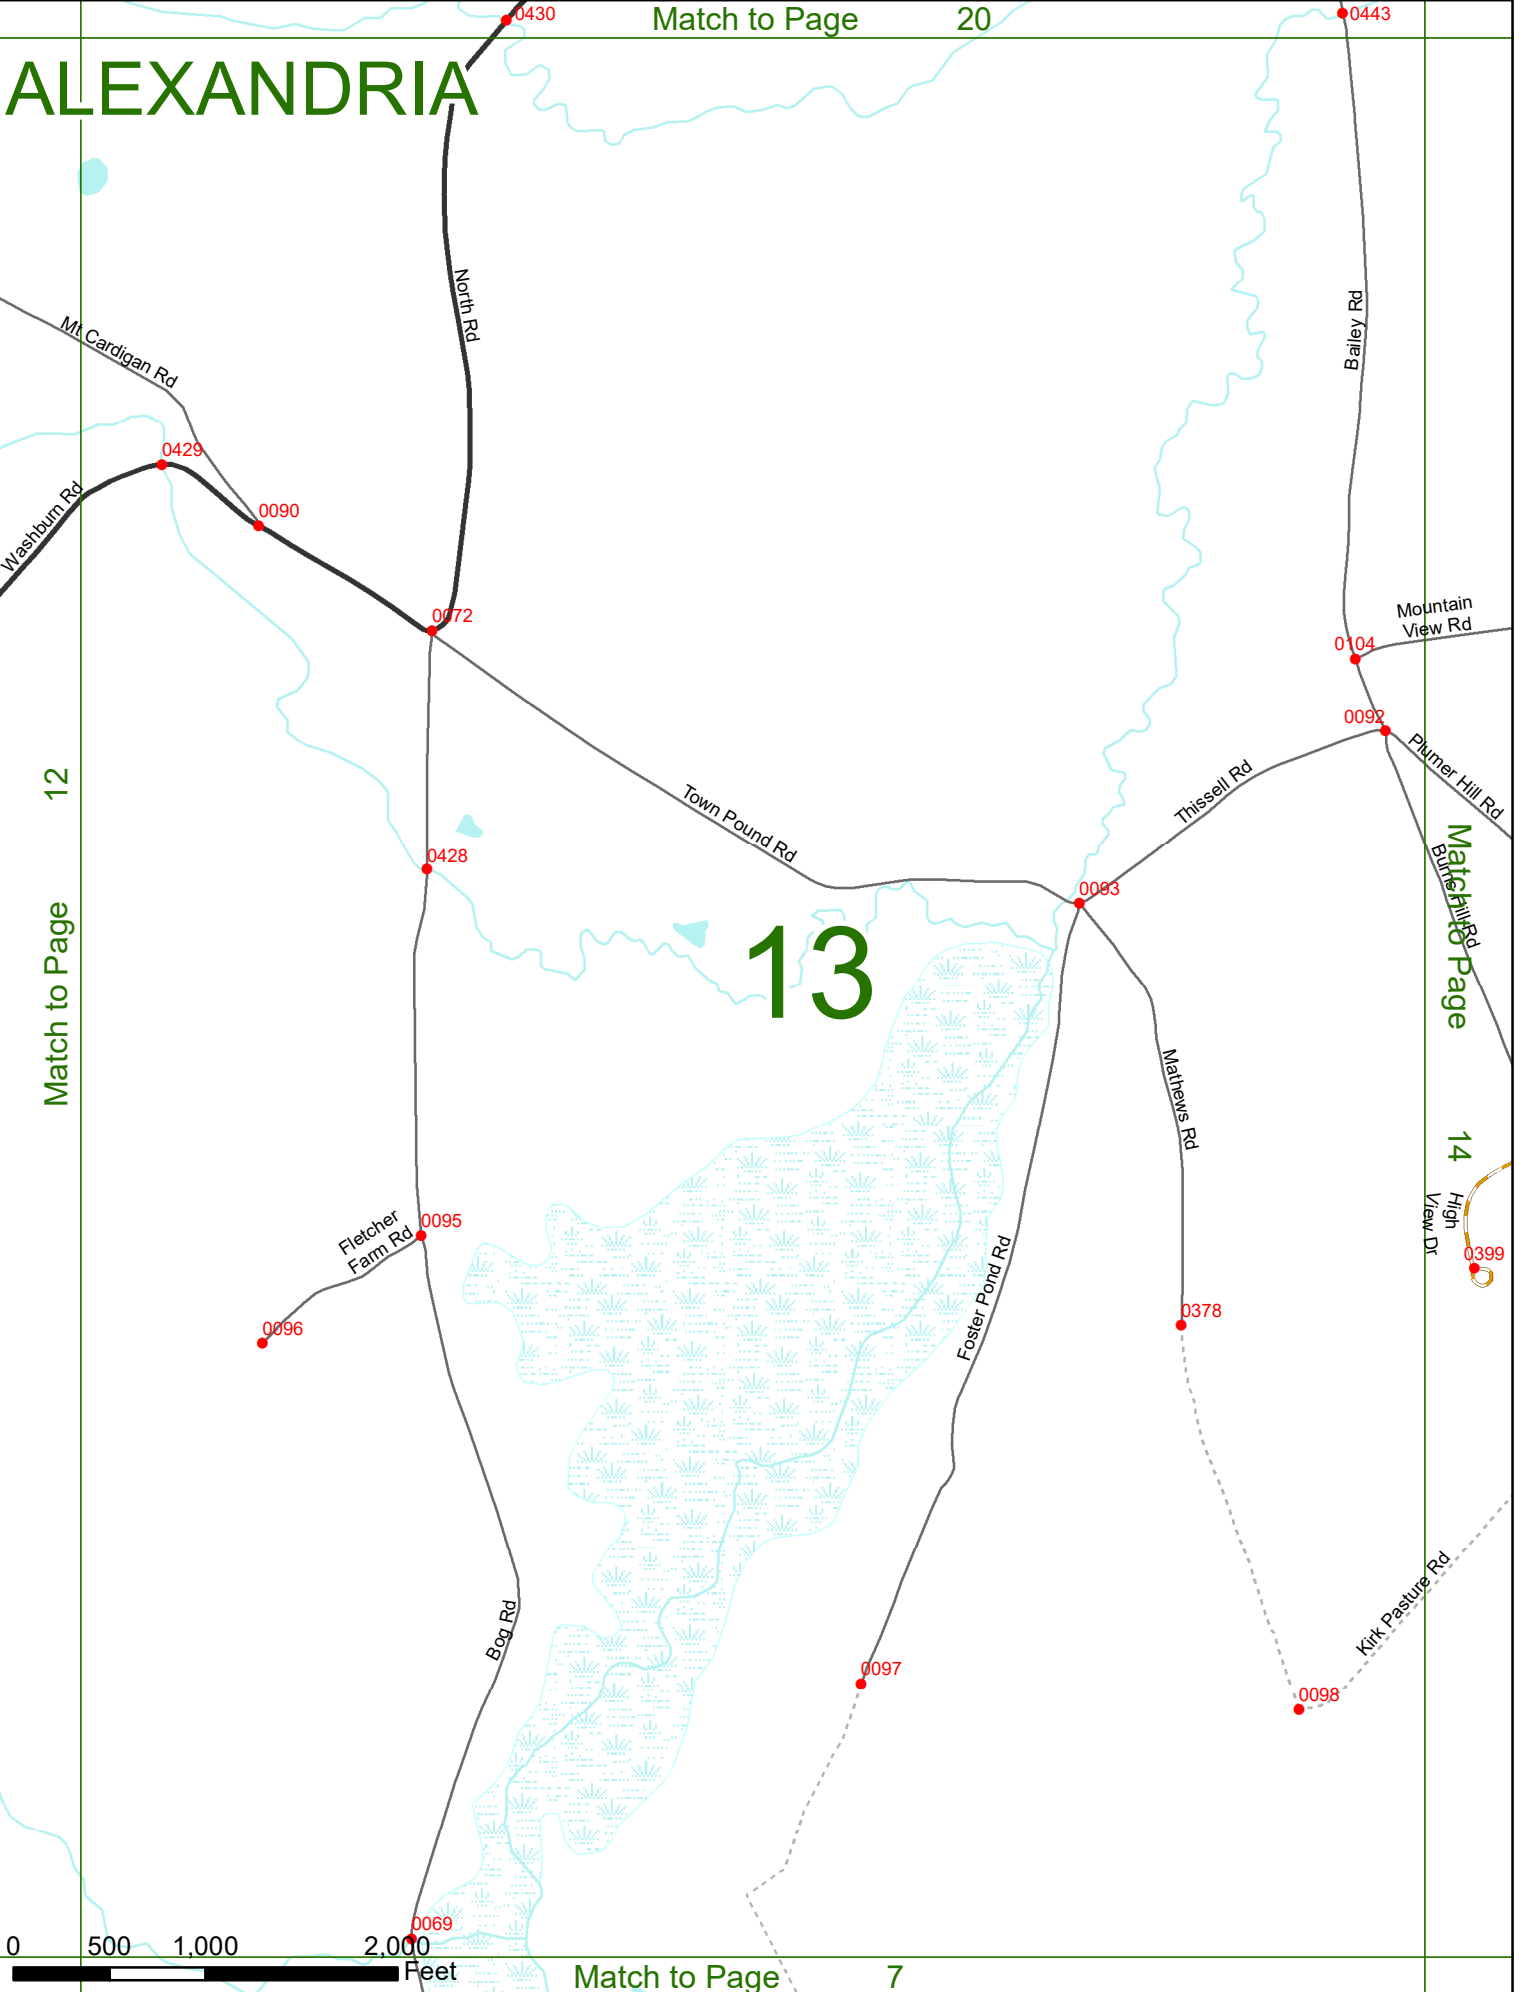 0430
Match to Page 20
0443
ALEXANDRIA
North Rd
Bailey Rd
Mt Cardigan Rd
0429
Washburn Rd
0090
0072
Mountain
View Rd
0104
0092
Plumer Hill Rd
Thissell Rd
Town Pound Rd
Match to Page 12
0428
0093
Burns Hill Rd
Match to Page 14
13
Mathews Rd
Fletcher
Farm Rd
0095
High
View Dr
0399
Foster Pond Rd
0378
0096
Bog Rd
Kirk Pasture Rd
0097
0098
0069
0 500 1,000 2,000
Feet
Match to Page 7